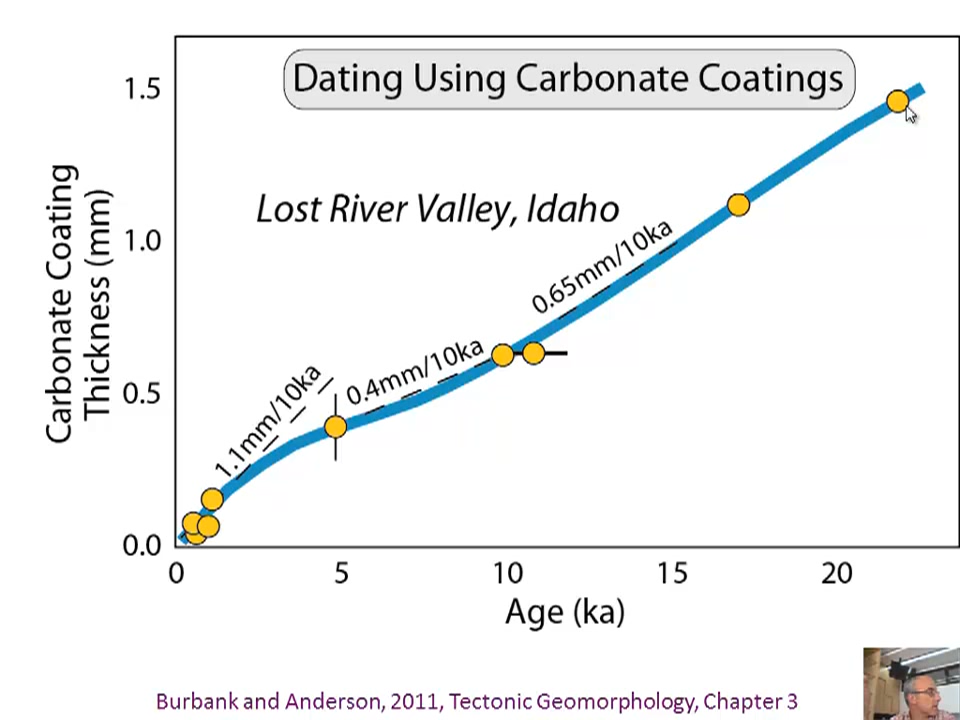 Dating Using Carbonate Coatings
Lost River Valley, Idaho
Carbonate Coating
Thickness (mm)
1.5
1.0
0.5
0.0
1.1mm/10ka
0.4mm/10ka
0.65mm/10ka
0 5 10 15 20
Age (ka)
Burbank and Anderson, 2011, Tectonic Geomorphology, Chapter 3